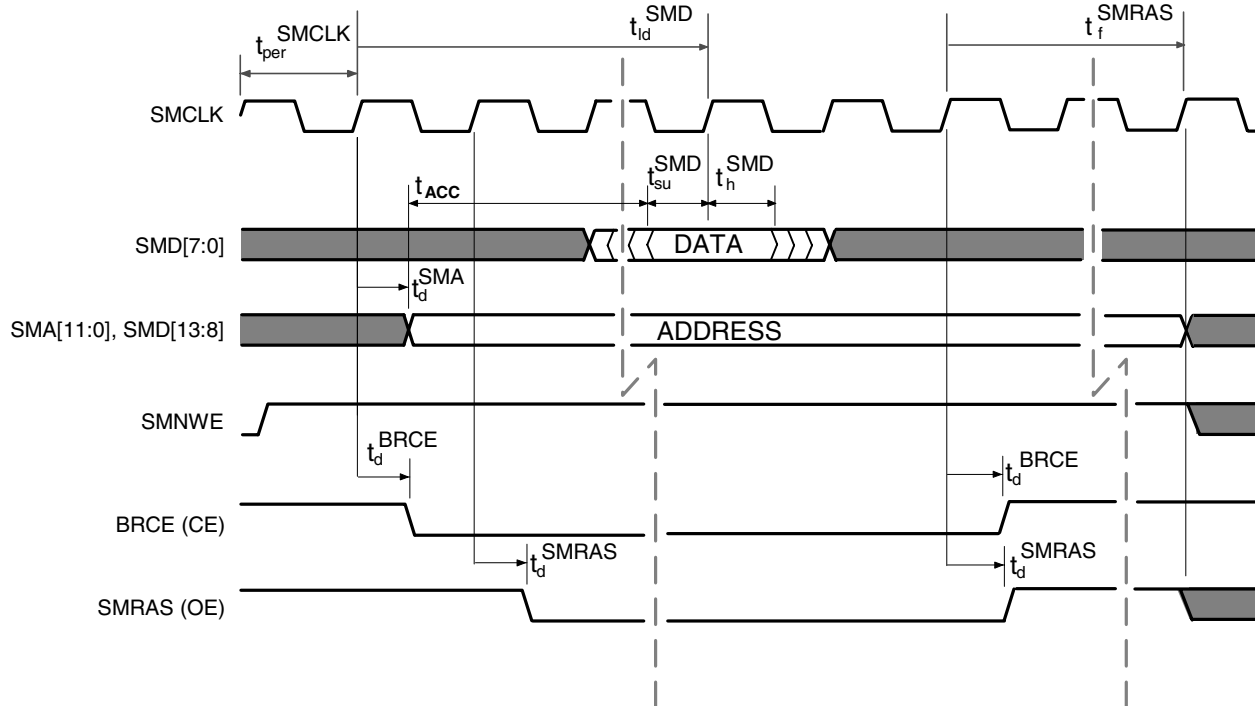 t_per^SMCLK
t_ld^SMD
t_f^SMRAS
SMCLK
t_ACC
t_su^SMD
t_h^SMD
SMD[7:0]
DATA
t_d^SMA
SMA[11:0], SMD[13:8]
ADDRESS
SMNWE
t_d^BRCE
t_d^BRCE
BRCE (CE)
t_d^SMRAS
t_d^SMRAS
SMRAS (OE)